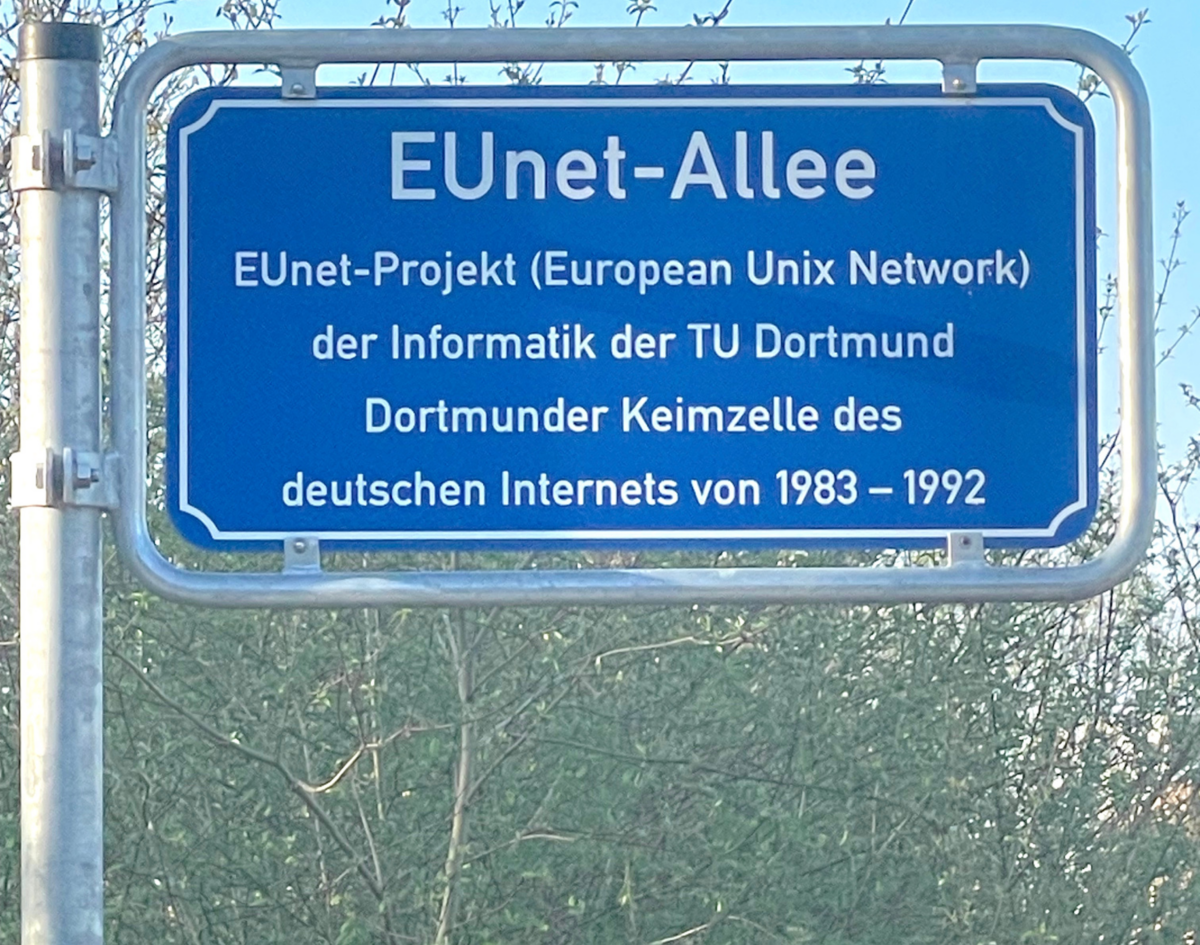 EUnet-Allee
EUnet-Projekt (European Unix Network)
der Informatik der TU Dortmund
Dortmunder Keimzelle des
deutschen Internets von 1983 – 1992